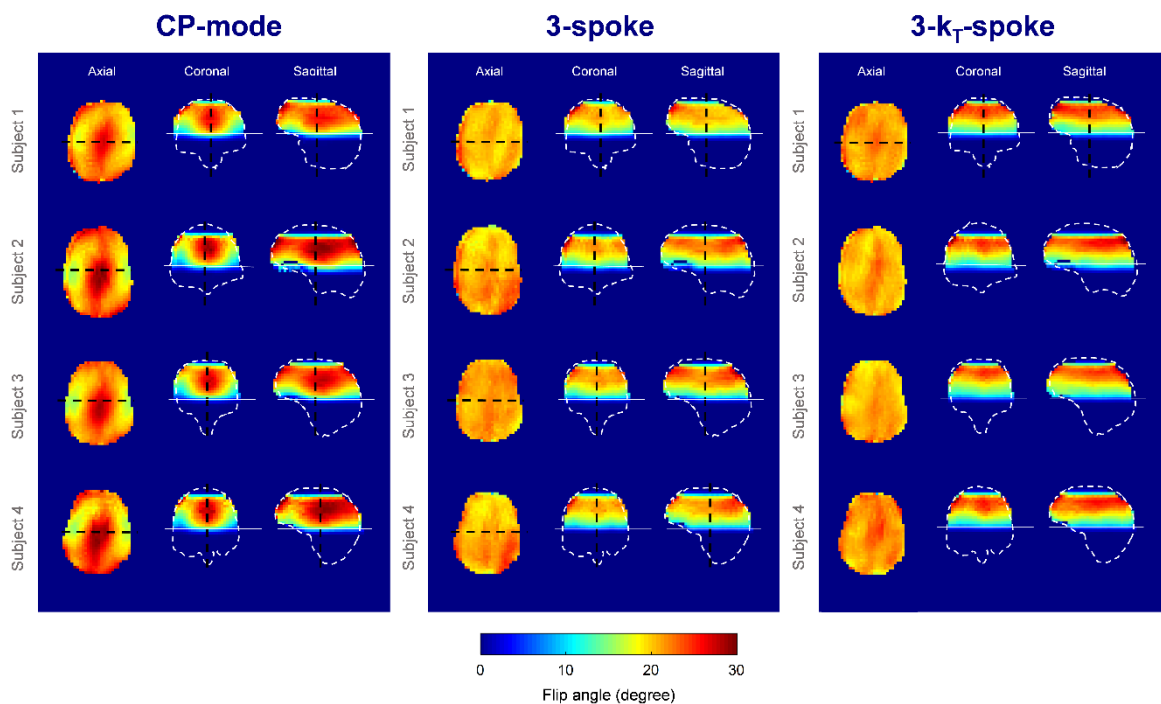 CP-mode 3-spoke 3-kT-spoke
Axial Coronal Saggital Axial Coronal Sagittal Axial Coronal Sagittal
Subject 1 Subject 1 Subject 1
Subject 2 Subject 2 Subject 2
Subject 3 Subject 3 Subject 3
Subject 4 Subject 4 Subject 4
0 10 20 30
Flip angle (degree)